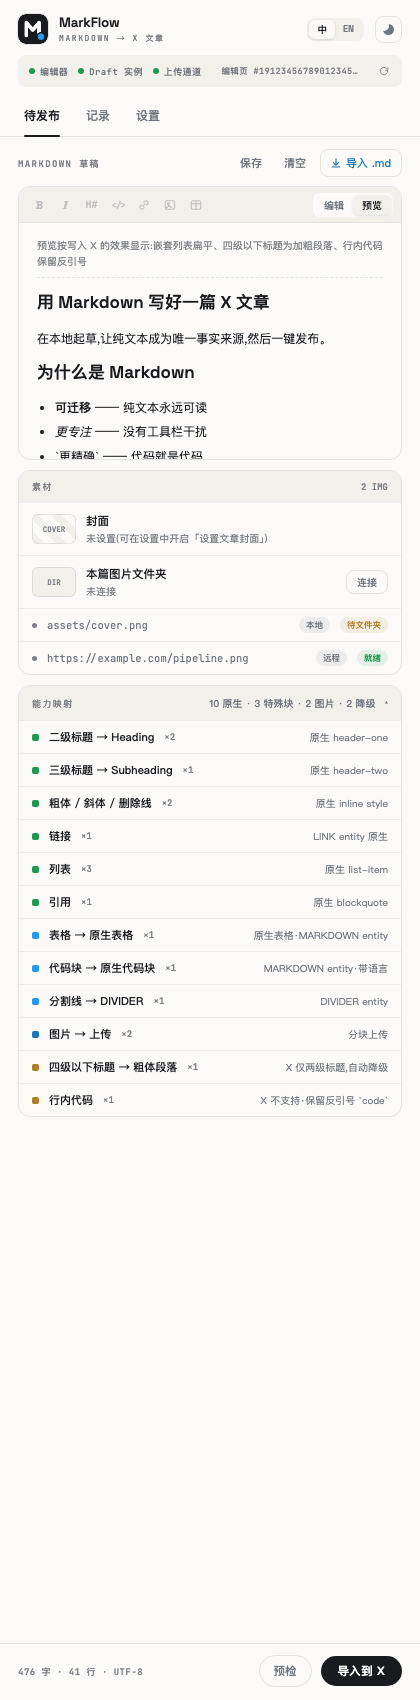 MarkFlow
MARKDOWN → X 文章
中 EN
编辑器 Draft 实例 上传通道 编辑页 #19123456789012345…
待发布 记录 设置
MARKDOWN 草稿 保存 清空 导入 .md
B I H# </> 编辑 预览
预览按写入 X 的效果显示:嵌套列表扁平、四级以下标题为加粗段落、行内代码
保留反引号
用 Markdown 写好一篇 X 文章
在本地起草,让纯文本成为唯一事实来源,然后一键发布。
为什么是 Markdown
• 可迁移 —— 纯文本永远可读
• 更专注 —— 没有工具栏干扰
• `更精确` —— 代码就是代码
素材 2 IMG
COVER 封面
未设置(可在设置中开启「设置文章封面」)
DIR 本篇图片文件夹 连接
未连接
assets/cover.png 本地 待文件夹
https://example.com/pipeline.png 远程 就绪
能力映射 10 原生 · 3 特殊块 · 2 图片 · 2 降级
二级标题 → Heading ×2 原生 header-one
三级标题 → Subheading ×1 原生 header-two
粗体 / 斜体 / 删除线 ×2 原生 inline style
链接 ×1 LINK entity 原生
列表 ×3 原生 list-item
引用 ×1 原生 blockquote
表格 → 原生表格 ×1 原生表格·MARKDOWN entity
代码块 → 原生代码块 ×1 MARKDOWN entity·带语言
分割线 → DIVIDER ×1 DIVIDER entity
图片 → 上传 ×2 分块上传
四级以下标题 → 粗体段落 ×1 X 仅两级标题,自动降级
行内代码 ×1 X 不支持·保留反引号 `code`
476 字 · 41 行 · UTF-8 预检 导入到 X